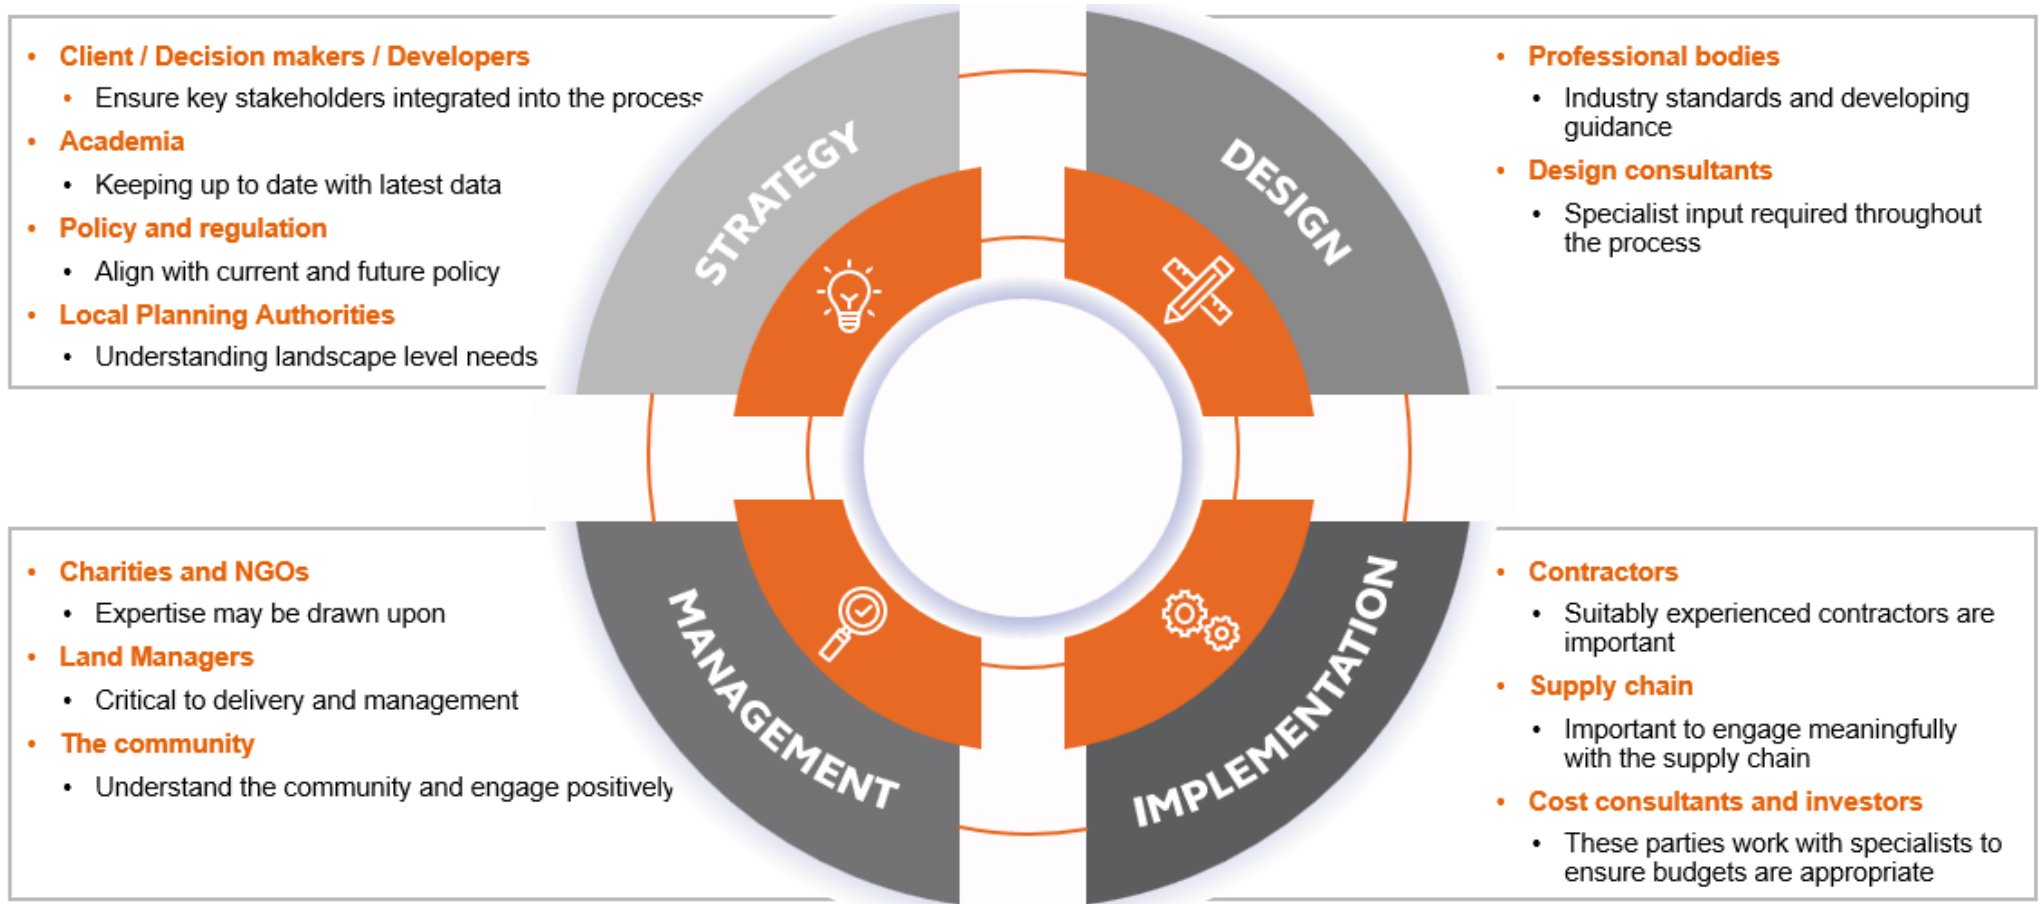 • Client / Decision makers / Developers
• Ensure key stakeholders integrated into the process
• Academia
• Keeping up to date with latest data
• Policy and regulation
• Align with current and future policy
• Local Planning Authorities
• Understanding landscape level needs
STRATEGY
DESIGN
• Professional bodies
• Industry standards and developing
guidance
• Design consultants
• Specialist input required throughout
the process
• Charities and NGOs
• Expertise may be drawn upon
• Land Managers
• Critical to delivery and management
• The community
• Understand the community and engage positively
MANAGEMENT
IMPLEMENTATION
• Contractors
• Suitably experienced contractors are
important
• Supply chain
• Important to engage meaningfully
with the supply chain
• Cost consultants and investors
• These parties work with specialists to
ensure budgets are appropriate